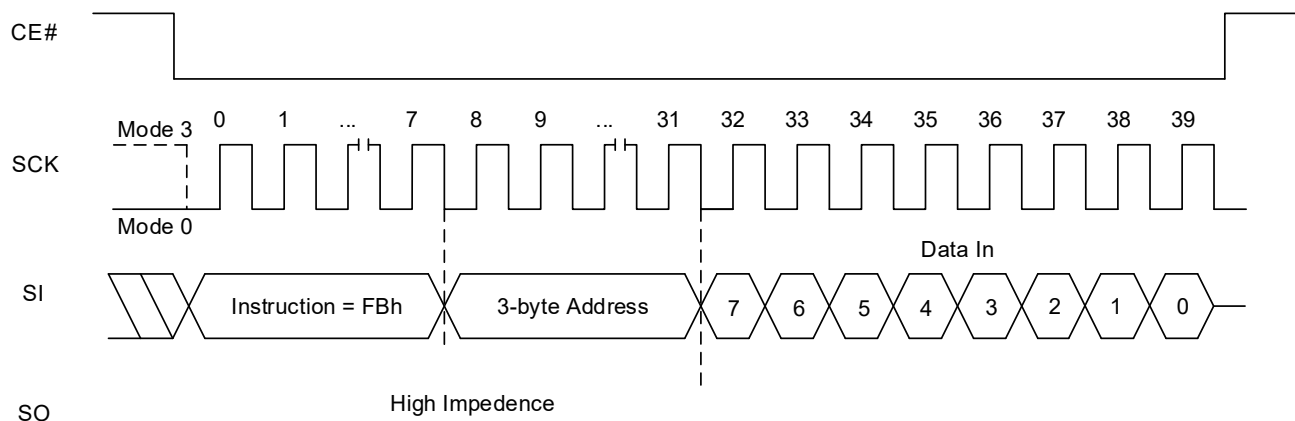 CE#
Mode 3 0 1 ... 7 8 9 ... 31 32 33 34 35 36 37 38 39
SCK
Mode 0
Data In
SI Instruction = FBh 3-byte Address 7 6 5 4 3 2 1 0
High Impedence
SO